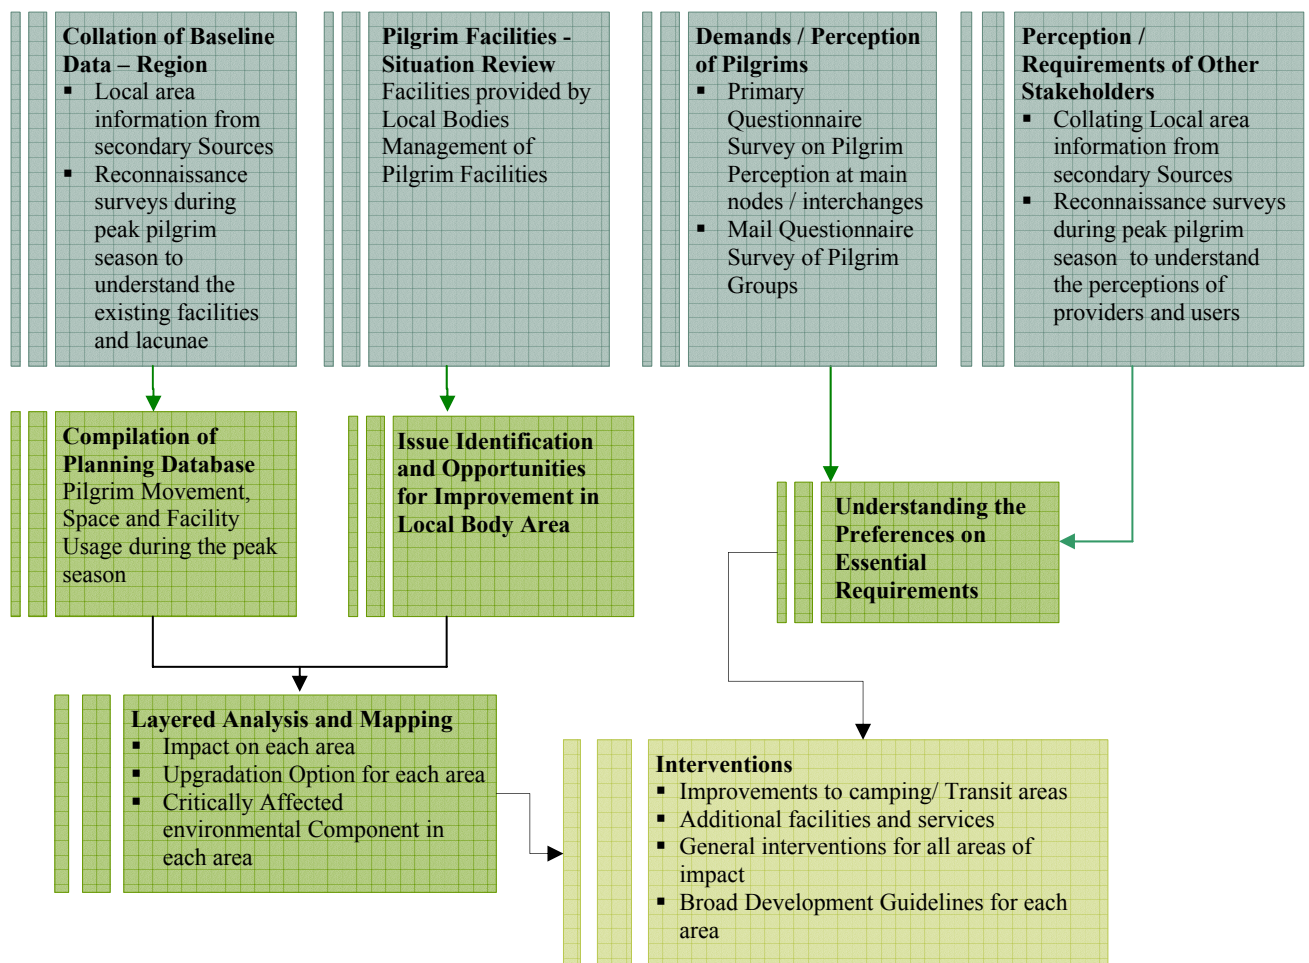 Collation of Baseline
Data – Region
▪ Local area
information from
secondary Sources
▪ Reconnaissance
surveys during
peak pilgrim
season to
understand the
existing facilities
and lacunae
Pilgrim Facilities -
Situation Review
Facilities provided by
Local Bodies
Management of
Pilgrim Facilities
Demands / Perception
of Pilgrims
▪ Primary
Questionnaire
Survey on Pilgrim
Perception at main
nodes / interchanges
▪ Mail Questionnaire
Survey of Pilgrim
Groups
Perception /
Requirements of Other
Stakeholders
▪ Collating Local area
information from
secondary Sources
▪ Reconnaissance surveys
during peak pilgrim
season to understand
the perceptions of
providers and users
Compilation of
Planning Database
Pilgrim Movement,
Space and Facility
Usage during the peak
season
Issue Identification
and Opportunities
for Improvement in
Local Body Area
Understanding the
Preferences on
Essential
Requirements
Layered Analysis and Mapping
▪ Impact on each area
▪ Upgradation Option for each area
▪ Critically Affected
environmental Component in
each area
Interventions
▪ Improvements to camping/ Transit areas
▪ Additional facilities and services
▪ General interventions for all areas of
impact
▪ Broad Development Guidelines for each
area